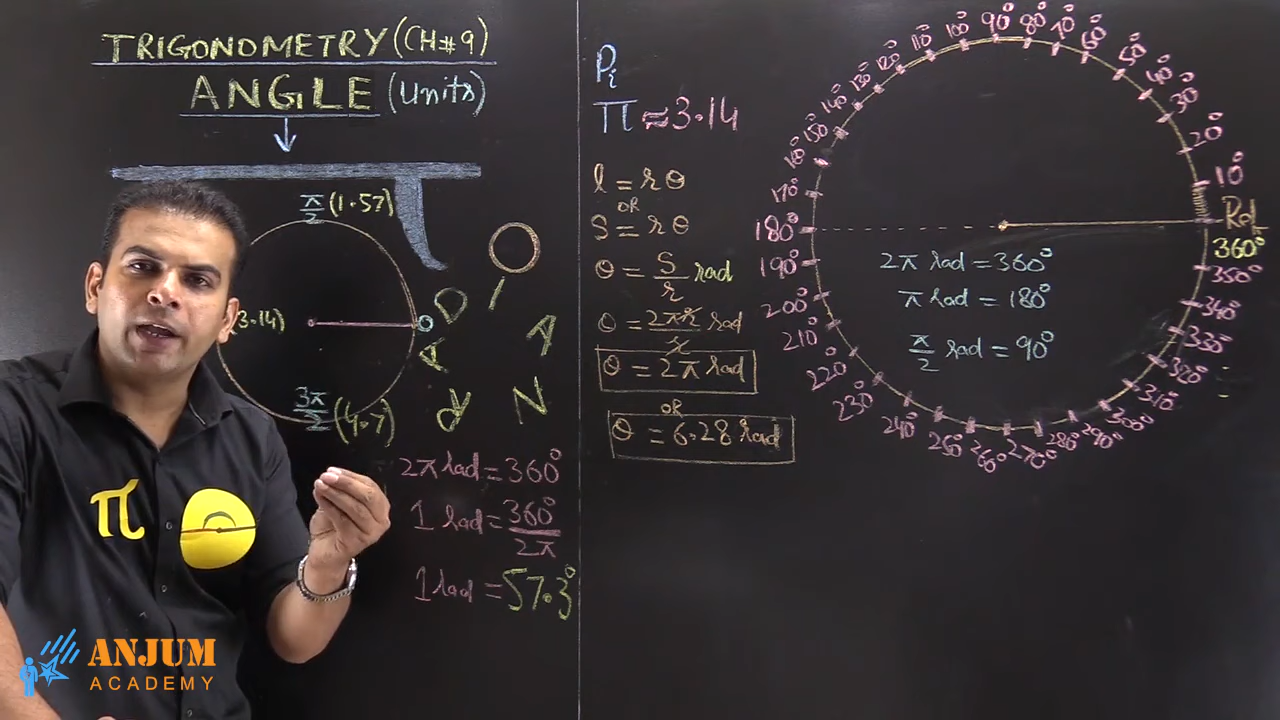 TRIGONOMETRY (CH#9)
ANGLE (Units)
π/2 (1.57)
3.14)
0
3π/2 (4.7)
R A D I A N
2π rad = 360°
1 rad = 360°/2π
1 rad = 57.3°
Pi
π ≈ 3.14
l = rθ
OR
S = rθ
θ = S/r rad
θ = 2πr/r rad
θ = 2π rad
OR
θ = 6.28 rad
90° 80° 70° 60° 50° 40° 30° 20° 10°
100° 110° 120° 130° 140° 150° 160° 170° 180°
190° 200° 210° 220° 230° 240° 250° 260° 270°
280° 290° 300° 310° 320° 330° 340° 350° 360°
2π rad = 360°
π rad = 180°
π/2 rad = 90°
π
ANJUM
ACADEMY